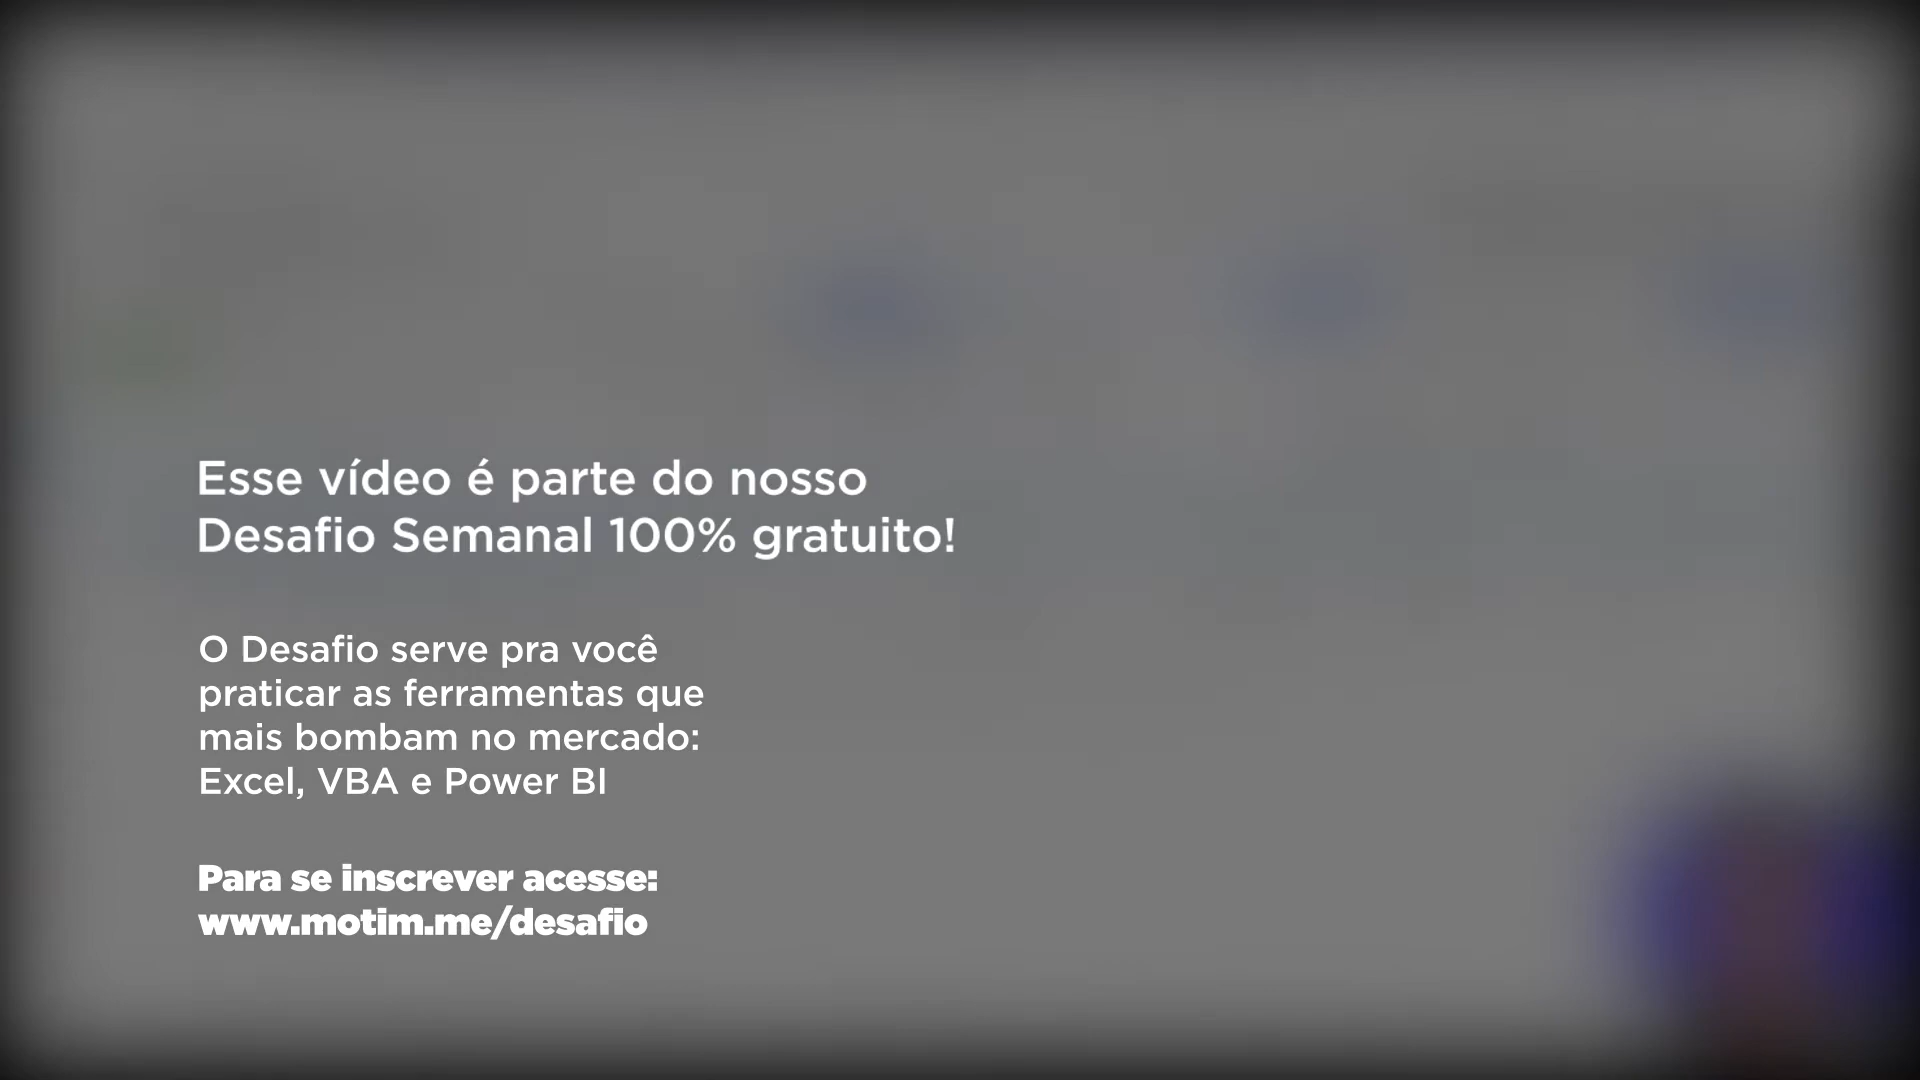 Esse vídeo é parte do nosso
Desafio Semanal 100% gratuito!
O Desafio serve pra você
praticar as ferramentas que
mais bombam no mercado:
Excel, VBA e Power BI
Para se inscrever acesse:
www.motim.me/desafio